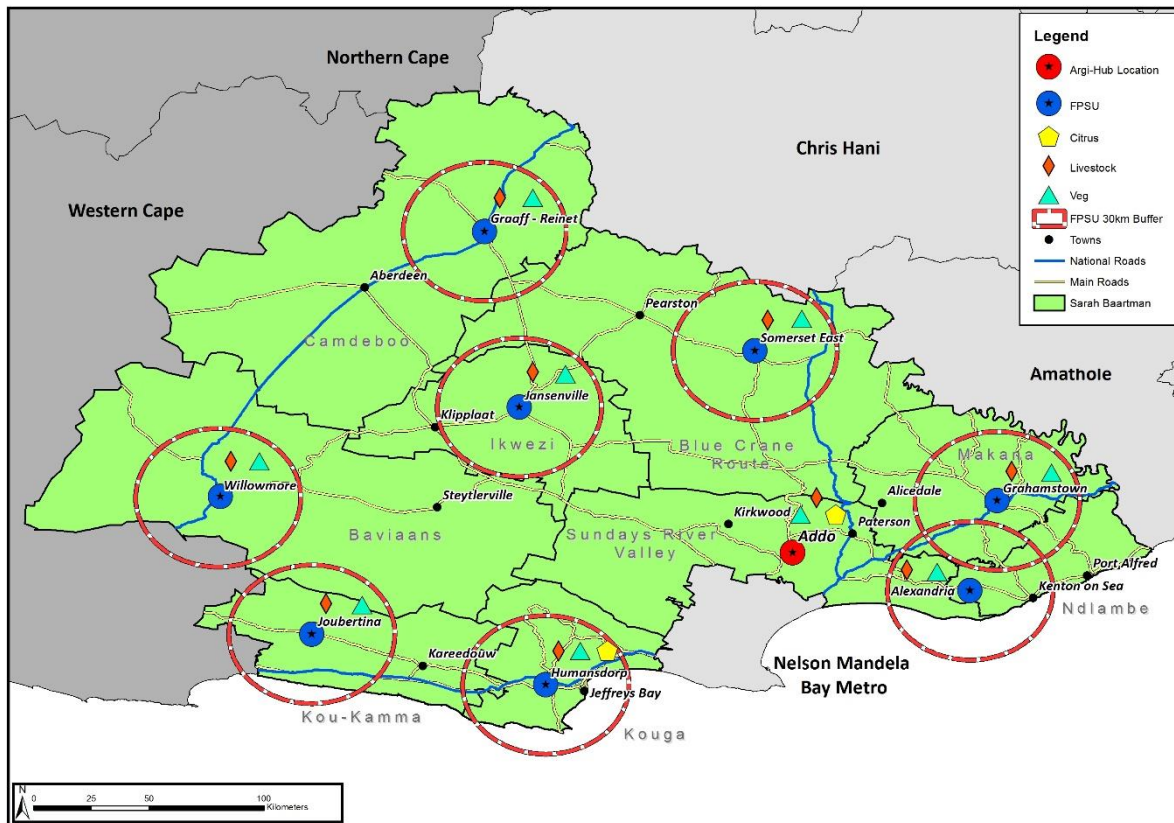 Northern Cape
Chris Hani
Western Cape
Amathole
Nelson Mandela
Bay Metro
Legend
Argi-Hub Location
FPSU
Citrus
Livestock
Veg
FPSU 30km Buffer
Towns
National Roads
Main Roads
Sarah Baartman
Graaff - Reinet
Aberdeen
Pearston
Somerset East
Camdeboo
Jansenville
Klipplaat
Ikwezi
Blue Crane
Route
Makana
Willowmore
Steytlerville
Grahamstown
Alicedale
Kirkwood
Paterson
Addo
Baviaans
Sundays River
Valley
Port Alfred
Alexandria
Kenton on Sea
Ndlambe
Joubertina
Kareedouw
Humansdorp
Jeffreys Bay
Kou-Kamma
Kouga
N
0 25 50 100
Kilometers